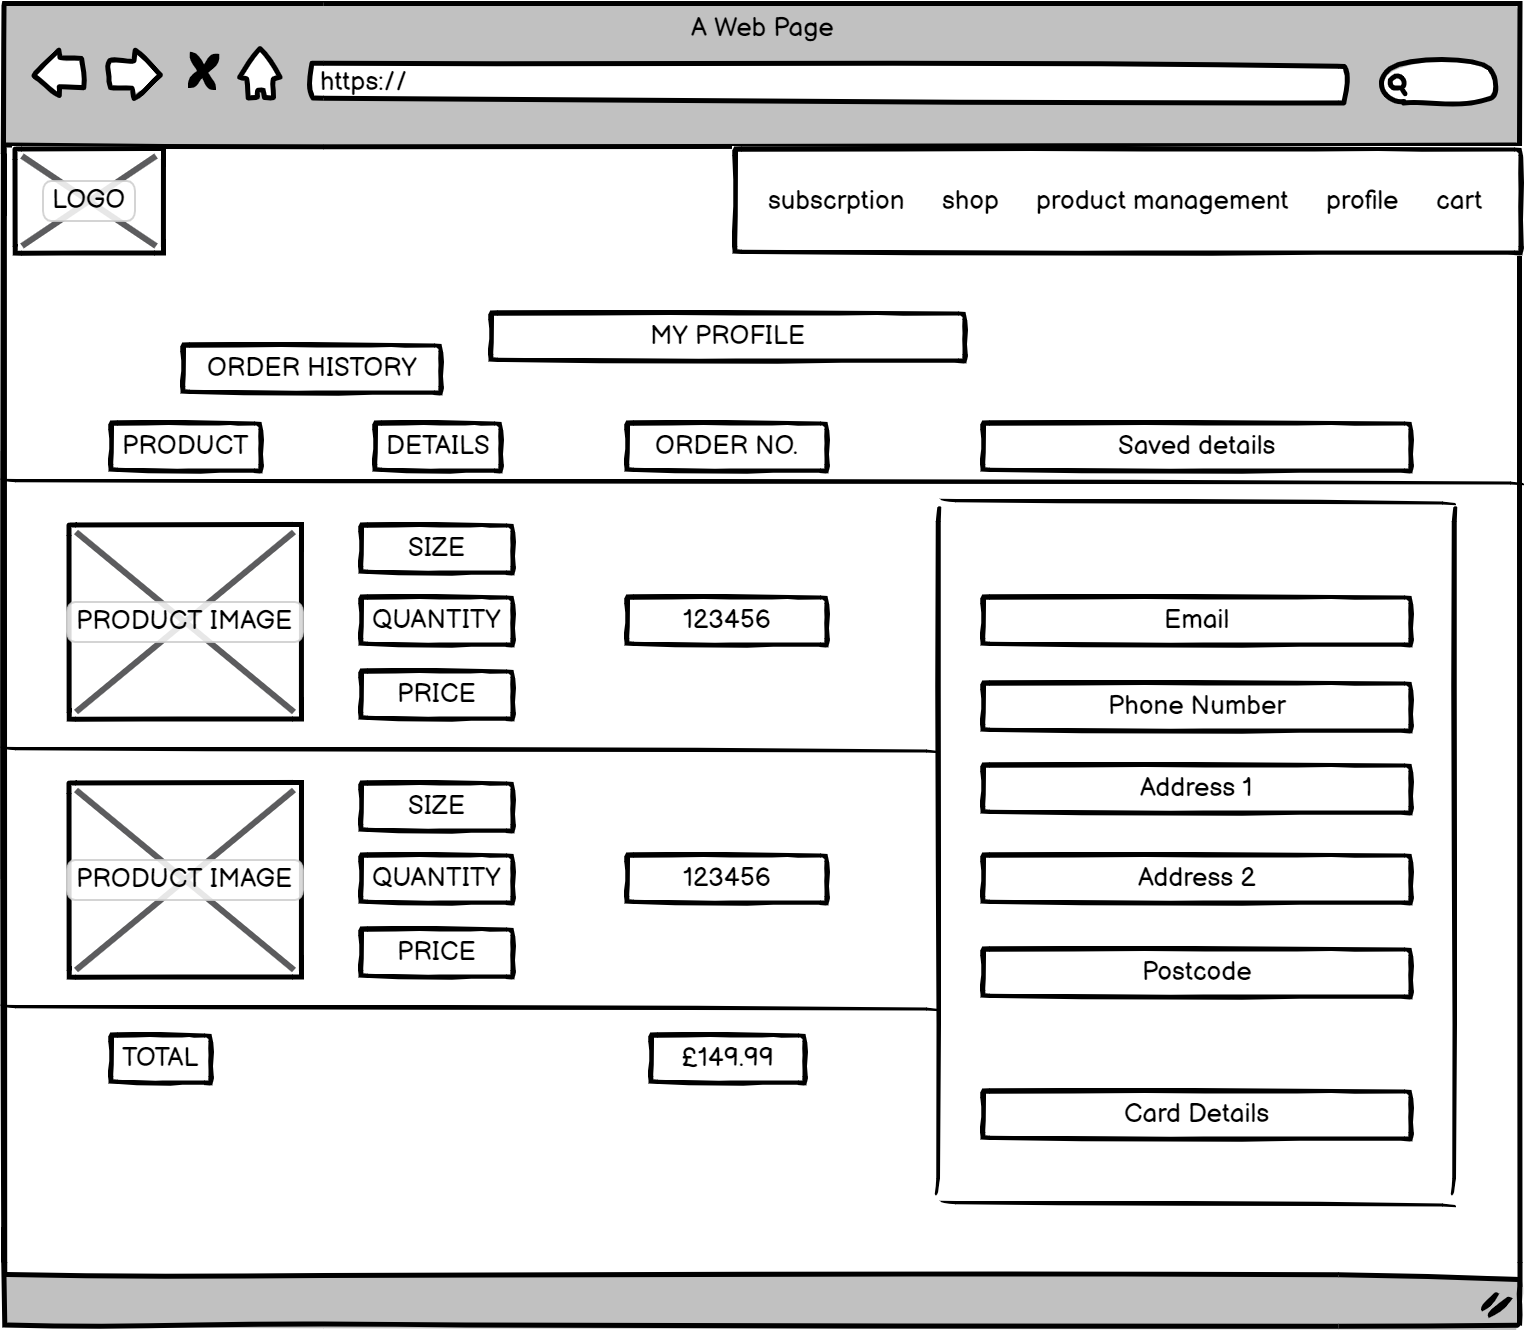 A Web Page
https://
LOGO
subscrption shop product management profile cart
MY PROFILE
ORDER HISTORY
PRODUCT DETAILS ORDER NO. Saved details
SIZE
PRODUCT IMAGE QUANTITY 123456
PRICE
SIZE
PRODUCT IMAGE QUANTITY 123456
PRICE
TOTAL £149.99
Email
Phone Number
Address 1
Address 2
Postcode
Card Details